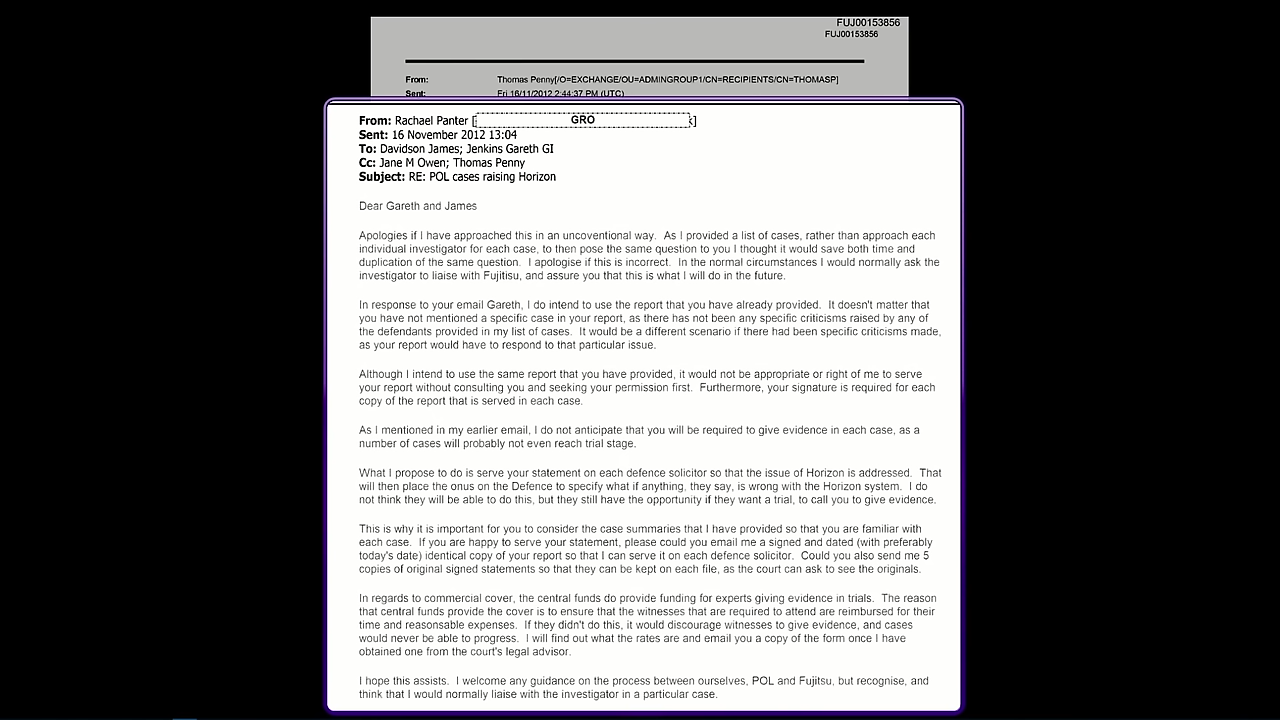 FUJ00153856
FUJ00153856
From: Thomas Penny[/O=EXCHANGE/OU=ADMINGROUP1/CN=RECIPIENTS/CN=THOMASP]
Sent: Fri 16/11/2012 2:44:37 PM (UTC)
From: Rachael Panter [ GRO k]
Sent: 16 November 2012 13:04
To: Davidson James; Jenkins Gareth GI
Cc: Jane M Owen; Thomas Penny
Subject: RE: POL cases raising Horizon
Dear Gareth and James
Apologies if I have approached this in an uncoventional way. As I provided a list of cases, rather than approach each
individual investigator for each case, to then pose the same question to you I thought it would save both time and
duplication of the same question. I apologise if this is incorrect. In the normal circumstances I would normally ask the
investigator to liaise with Fujitisu, and assure you that this is what I will do in the future.
In response to your email Gareth, I do intend to use the report that you have already provided. It doesn't matter that
you have not mentioned a specific case in your report, as there has not been any specific criticisms raised by any of
the defendants provided in my list of cases. It would be a different scenario if there had been specific criticisms made,
as your report would have to respond to that particular issue.
Although I intend to use the same report that you have provided, it would not be appropriate or right of me to serve
your report without consulting you and seeking your permission first. Furthermore, your signature is required for each
copy of the report that is served in each case.
As I mentioned in my earlier email, I do not anticipate that you will be required to give evidence in each case, as a
number of cases will probably not even reach trial stage.
What I propose to do is serve your statement on each defence solicitor so that the issue of Horizon is addressed. That
will then place the onus on the Defence to specify what if anything, they say, is wrong with the Horizon system. I do
not think they will be able to do this, but they still have the opportunity if they want a trial, to call you to give evidence.
This is why it is important for you to consider the case summaries that I have provided so that you are familiar with
each case. If you are happy to serve your statement, please could you email me a signed and dated (with preferably
today's date) identical copy of your report so that I can serve it on each defence solicitor. Could you also send me 5
copies of original signed statements so that they can be kept on each file, as the court can ask to see the originals.
In regards to commercial cover, the central funds do provide funding for experts giving evidence in trials. The reason
that central funds provide the cover is to ensure that the witnesses that are required to attend are reimbursed for their
time and reasonable expenses. If they didn't do this, it would discourage witnesses to give evidence, and cases
would never be able to progress. I will find out what the rates are and email you a copy of the form once I have
obtained one from the court's legal advisor.
I hope this assists. I welcome any guidance on the process between ourselves, POL and Fujitsu, but recognise, and
think that I would normally liaise with the investigator in a particular case.